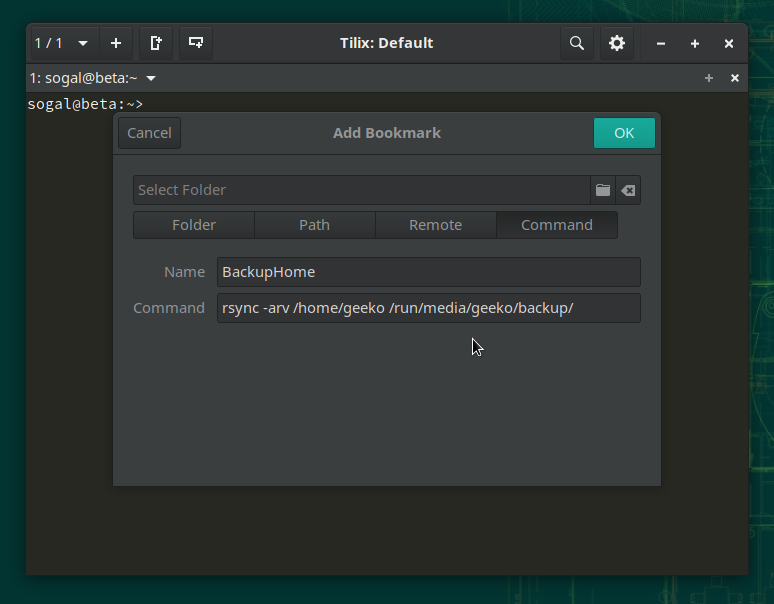 1 / 1
Tilix: Default
1: sogal@beta:~
sogal@beta:~>
Cancel
Add Bookmark
OK
Select Folder
Folder Path Remote Command
Name BackupHome
Command rsync -arv /home/geeko /run/media/geeko/backup/